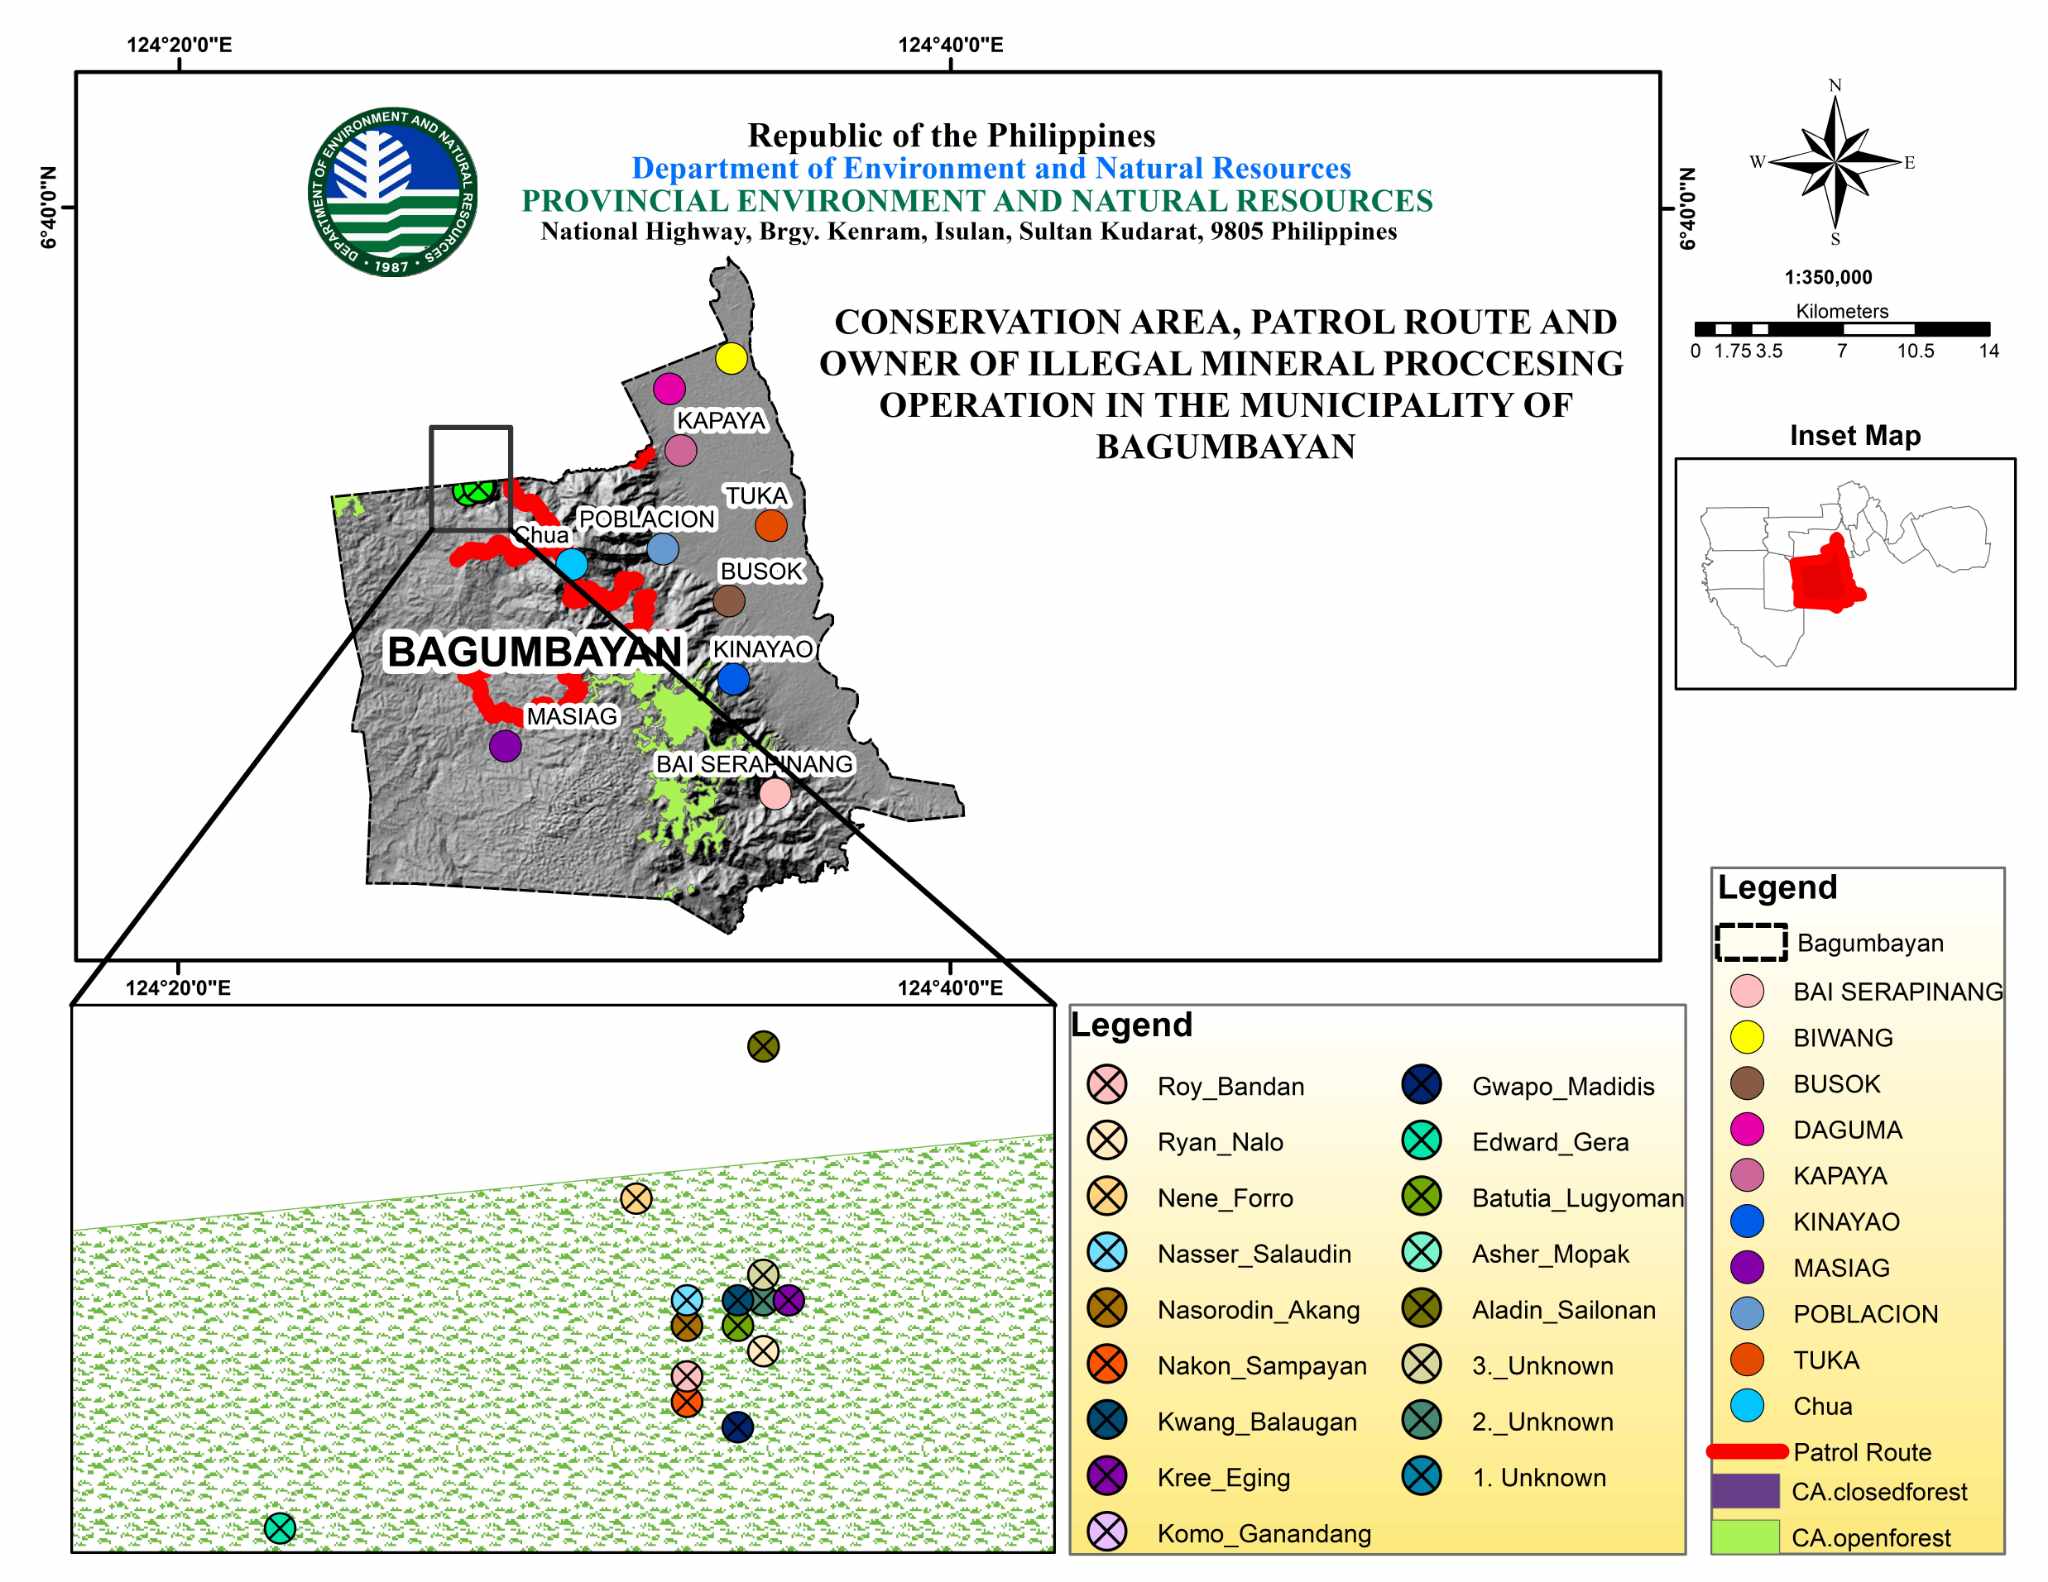 124°20'0"E
124°40'0"E
6°40'0"N
6°40'0"N
DEPARTMENT OF ENVIRONMENT AND NATURAL RESOURCES
• 1987 •
Republic of the Philippines
Department of Environment and Natural Resources
PROVINCIAL ENVIRONMENT AND NATURAL RESOURCES
National Highway, Brgy. Kenram, Isulan, Sultan Kudarat, 9805 Philippines
CONSERVATION AREA, PATROL ROUTE AND
OWNER OF ILLEGAL MINERAL PROCCESING
OPERATION IN THE MUNICIPALITY OF
BAGUMBAYAN
N
W
E
S
1:350,000
Kilometers
0 1.75 3.5 7 10.5 14
Inset Map
KAPAYA
TUKA
POBLACION
Chua
BUSOK
BAGUMBAYAN
KINAYAO
MASIAG
BAI SERAPINANG
124°20'0"E
124°40'0"E
Legend
Roy_Bandan
Ryan_Nalo
Nene_Forro
Nasser_Salaudin
Nasorodin_Akang
Nakon_Sampayan
Kwang_Balaugan
Kree_Eging
Komo_Ganandang
Gwapo_Madidis
Edward_Gera
Batutia_Lugyoman
Asher_Mopak
Aladin_Sailonan
3._Unknown
2._Unknown
1. Unknown
Legend
Bagumbayan
BAI SERAPINANG
BIWANG
BUSOK
DAGUMA
KAPAYA
KINAYAO
MASIAG
POBLACION
TUKA
Chua
Patrol Route
CA.closedforest
CA.openforest